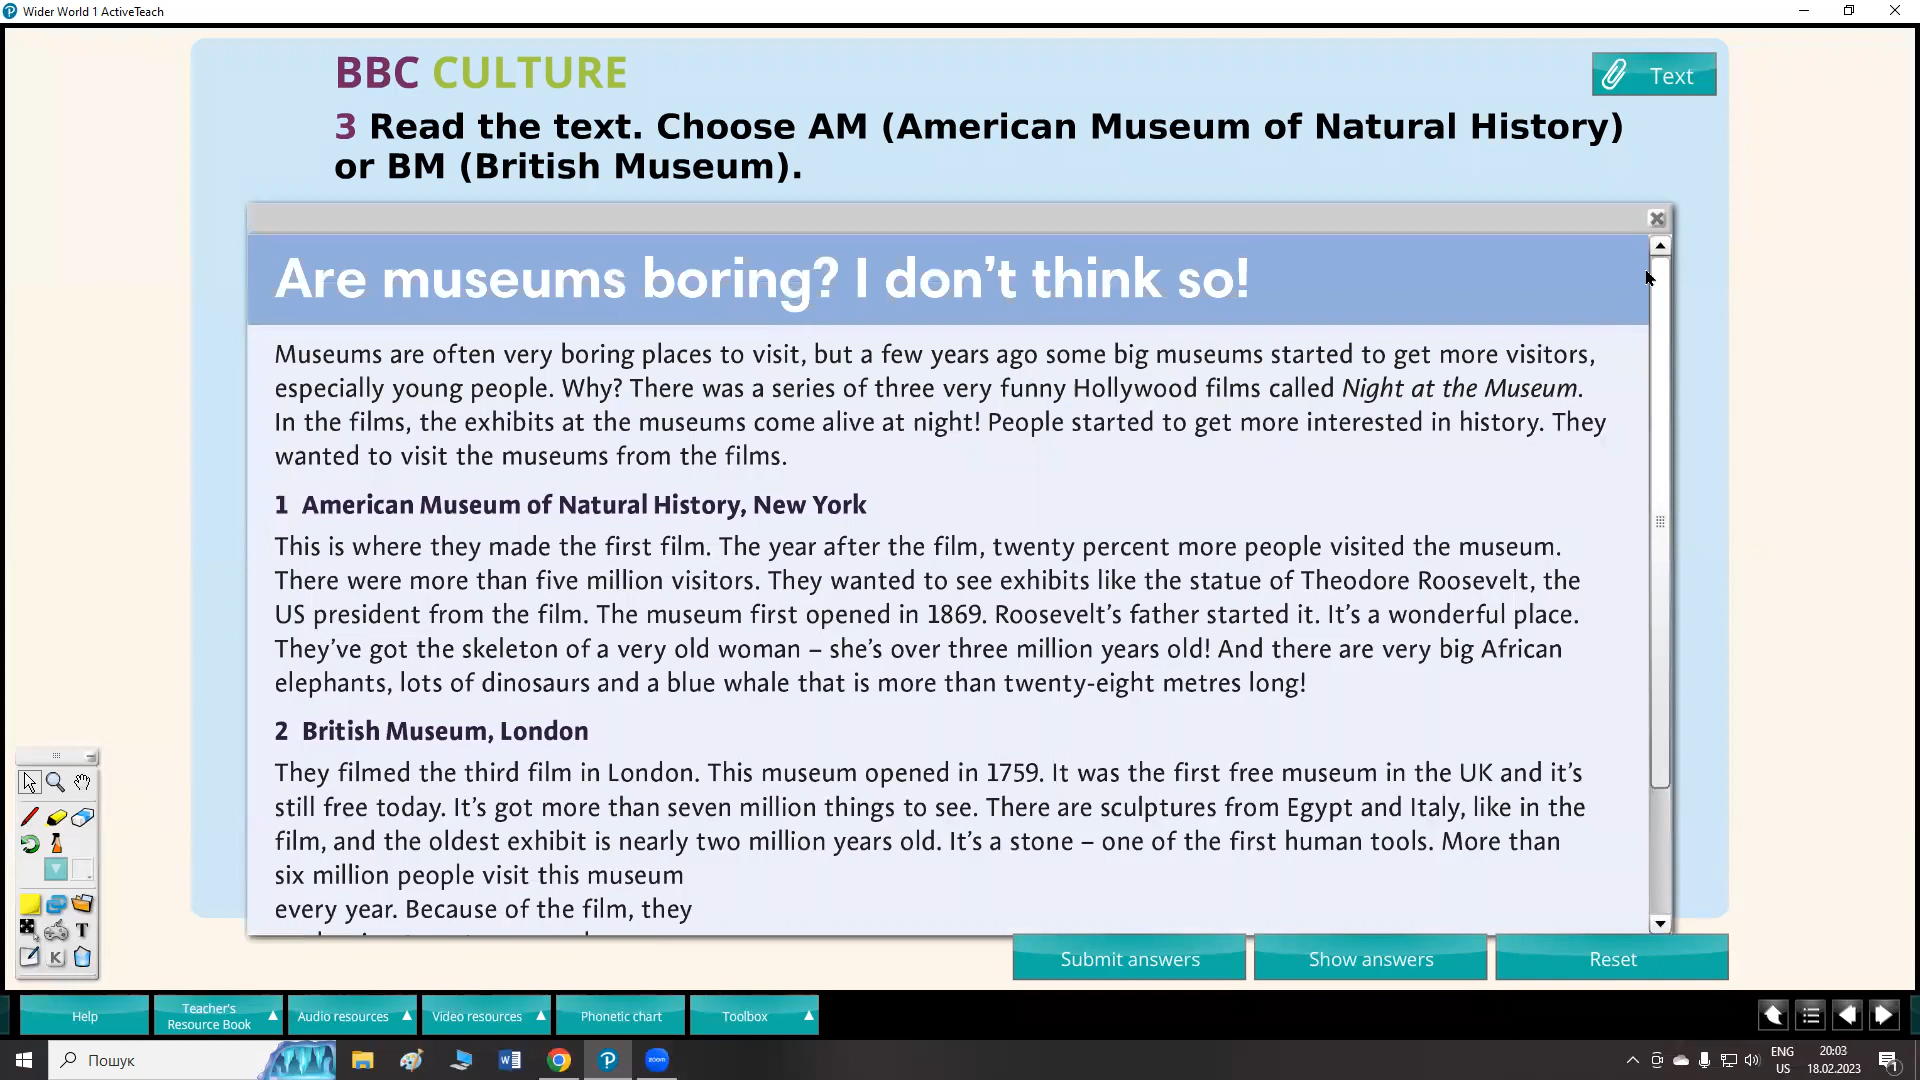 Wider World 1 ActiveTeach
BBC CULTURE
Text
3 Read the text. Choose AM (American Museum of Natural History)
or BM (British Museum).
Are museums boring? I don't think so!
Museums are often very boring places to visit, but a few years ago some big museums started to get more visitors,
especially young people. Why? There was a series of three very funny Hollywood films called Night at the Museum.
In the films, the exhibits at the museums come alive at night! People started to get more interested in history. They
wanted to visit the museums from the films.
1 American Museum of Natural History, New York
This is where they made the first film. The year after the film, twenty percent more people visited the museum.
There were more than five million visitors. They wanted to see exhibits like the statue of Theodore Roosevelt, the
US president from the film. The museum first opened in 1869. Roosevelt's father started it. It's a wonderful place.
They've got the skeleton of a very old woman – she's over three million years old! And there are very big African
elephants, lots of dinosaurs and a blue whale that is more than twenty-eight metres long!
2 British Museum, London
They filmed the third film in London. This museum opened in 1759. It was the first free museum in the UK and it's
still free today. It's got more than seven million things to see. There are sculptures from Egypt and Italy, like in the
film, and the oldest exhibit is nearly two million years old. It's a stone – one of the first human tools. More than
six million people visit this museum
every year. Because of the film, they
Submit answers
Show answers
Reset
T
K
Help
Teacher's
Resource Book
Audio resources
Video resources
Phonetic chart
Toolbox
Пошук
zoom
ENG
US
20:03
18.02.2023
1